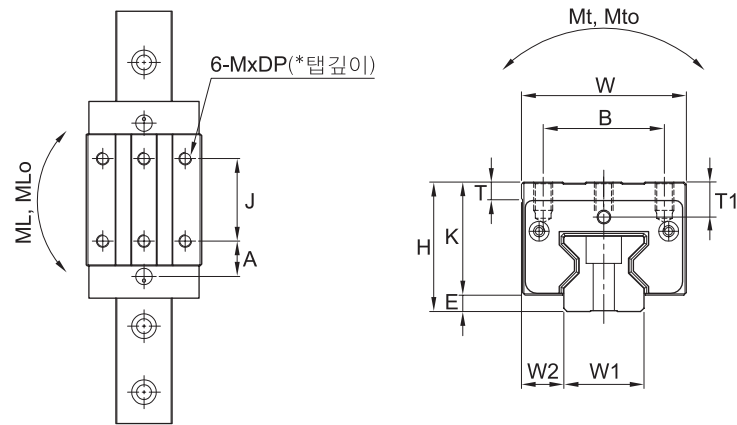 Mt, Mto
6-MxDP(*탭깊이)
W
B
ML, MLo
J
T
T1
H
K
A
E
W2
W1